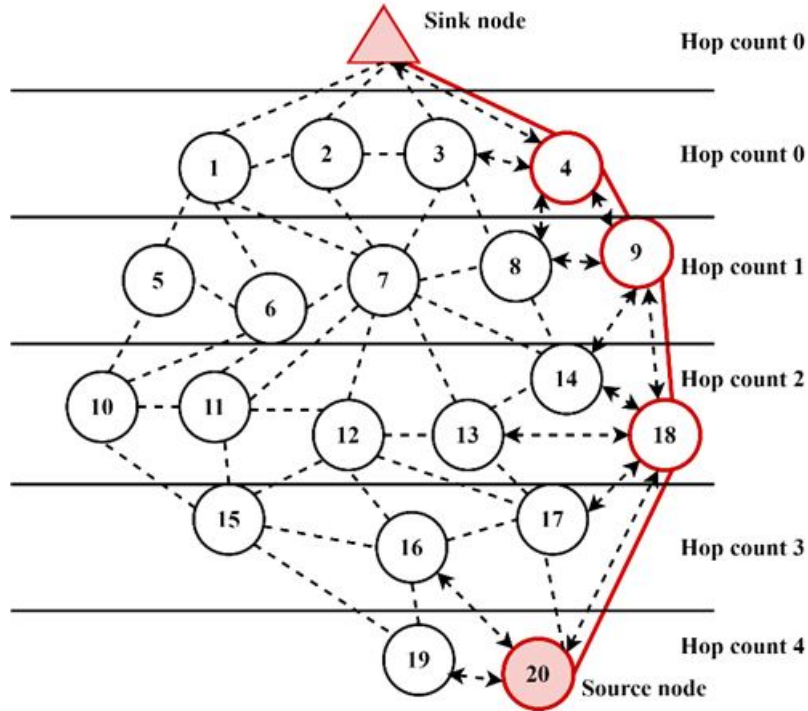 Sink node
Hop count 0
1
2
3
4
Hop count 0
5
6
7
8
9
Hop count 1
10
11
12
13
14
18
Hop count 2
15
16
17
Hop count 3
19
20
Source node
Hop count 4